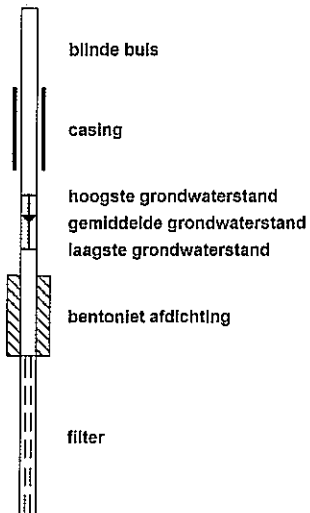 blinde buis
casing
hoogste grondwaterstand
gemiddelde grondwaterstand
laagste grondwaterstand
bentoniet afdichting
filter